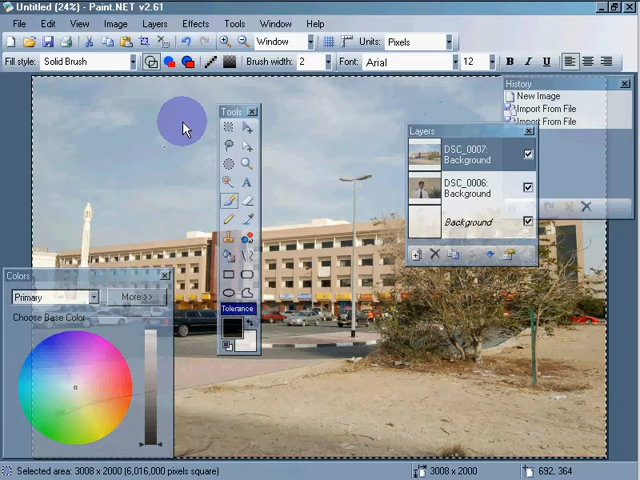 Untitled (24%) - Paint.NET v2.61
File Edit View Image Layers Effects Tools Window Help
Window Units: Pixels
Fill style: Solid Brush Brush width: 2 Font: Arial 12 B I U
Tools
Tolerance
History
New Image
Import From File
Import From File
Layers
DSC_0007:
Background
DSC_0006:
Background
Background
Colors
Primary More >>
Choose Base Color
Selected area: 3008 x 2000 (6,016,000 pixels square) 3008 x 2000 692, 364